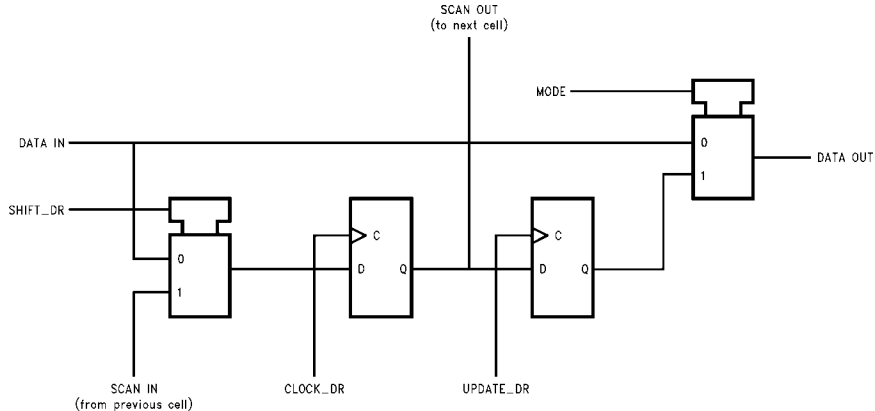 SCAN OUT
(to next cell)
MODE
DATA IN
0
DATA OUT
1
SHIFT_DR
C
C
0
D
Q
D
Q
1
SCAN IN
(from previous cell)
CLOCK_DR
UPDATE_DR